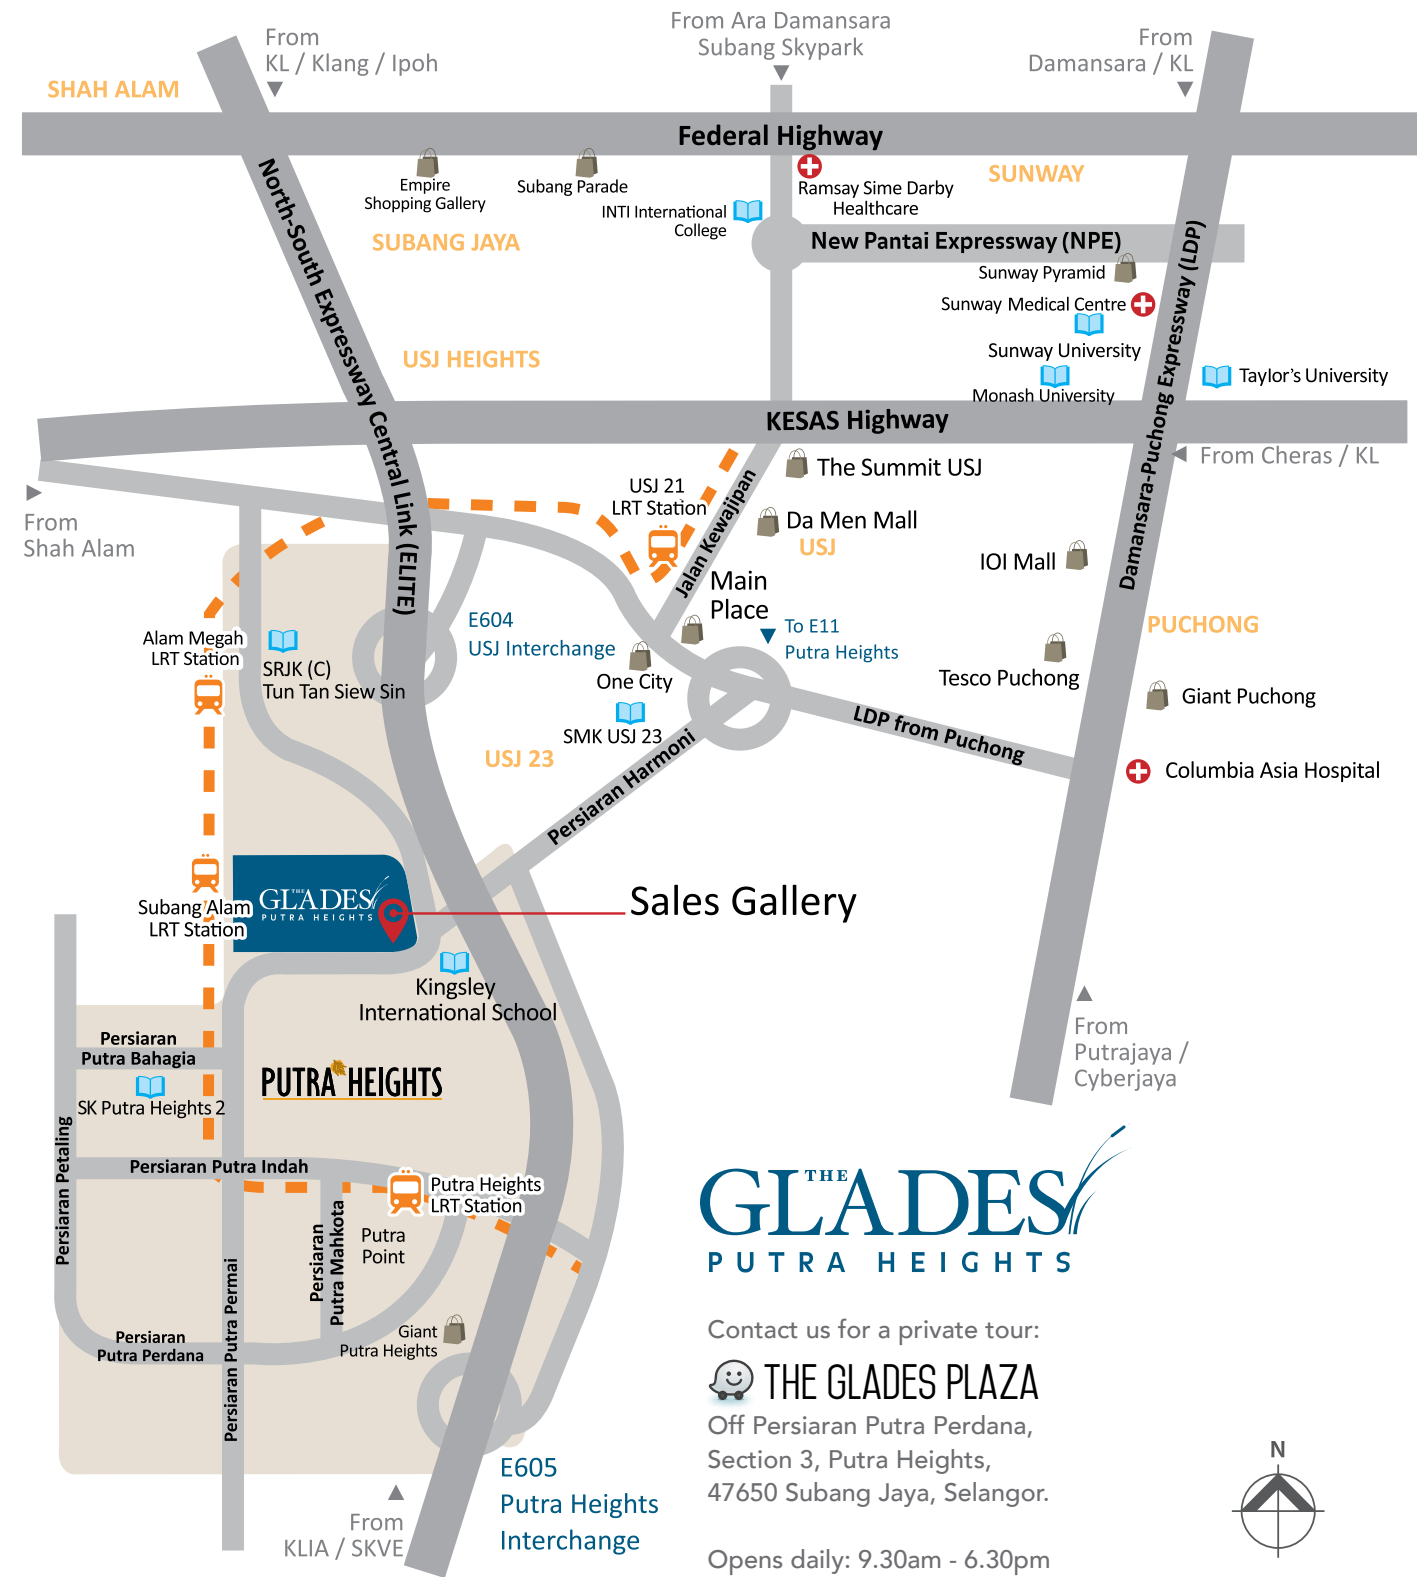 From
KL / Klang / Ipoh
From Ara Damansara
Subang Skypark
From
Damansara / KL
SHAH ALAM
Federal Highway
North-South Expressway Central Link (ELITE)
Empire
Shopping Gallery
Subang Parade
INTI International
College
Ramsay Sime Darby
Healthcare
SUNWAY
SUBANG JAYA
New Pantai Expressway (NPE)
Sunway Pyramid
Sunway Medical Centre
Sunway University
Monash University
Taylor's University
Damansara-Puchong Expressway (LDP)
USJ HEIGHTS
KESAS Highway
From Cheras / KL
From
Shah Alam
USJ 21
LRT Station
Jalan Kewajipan
The Summit USJ
Da Men Mall
USJ
IOI Mall
Main
Place
E604
USJ Interchange
To E11
Putra Heights
PUCHONG
Alam Megah
LRT Station
SRJK (C)
Tun Tan Siew Sin
One City
SMK USJ 23
USJ 23
Persiaran Harmoni
LDP from Puchong
Tesco Puchong
Giant Puchong
Columbia Asia Hospital
THE
GLADES
PUTRA HEIGHTS
Sales Gallery
Subang Alam
LRT Station
Kingsley
International School
From
Putrajaya /
Cyberjaya
Persiaran
Putra Bahagia
SK Putra Heights 2
PUTRA HEIGHTS
Persiaran Petaling
Persiaran Putra Indah
Putra Heights
LRT Station
Putra
Point
Persiaran
Putra Mahkota
Persiaran Putra Permai
Persiaran
Putra Perdana
Giant
Putra Heights
E605
Putra Heights
Interchange
From
KLIA / SKVE
THE
GLADES
PUTRA HEIGHTS
Contact us for a private tour:
THE GLADES PLAZA
Off Persiaran Putra Perdana,
Section 3, Putra Heights,
47650 Subang Jaya, Selangor.
Opens daily: 9.30am - 6.30pm
N